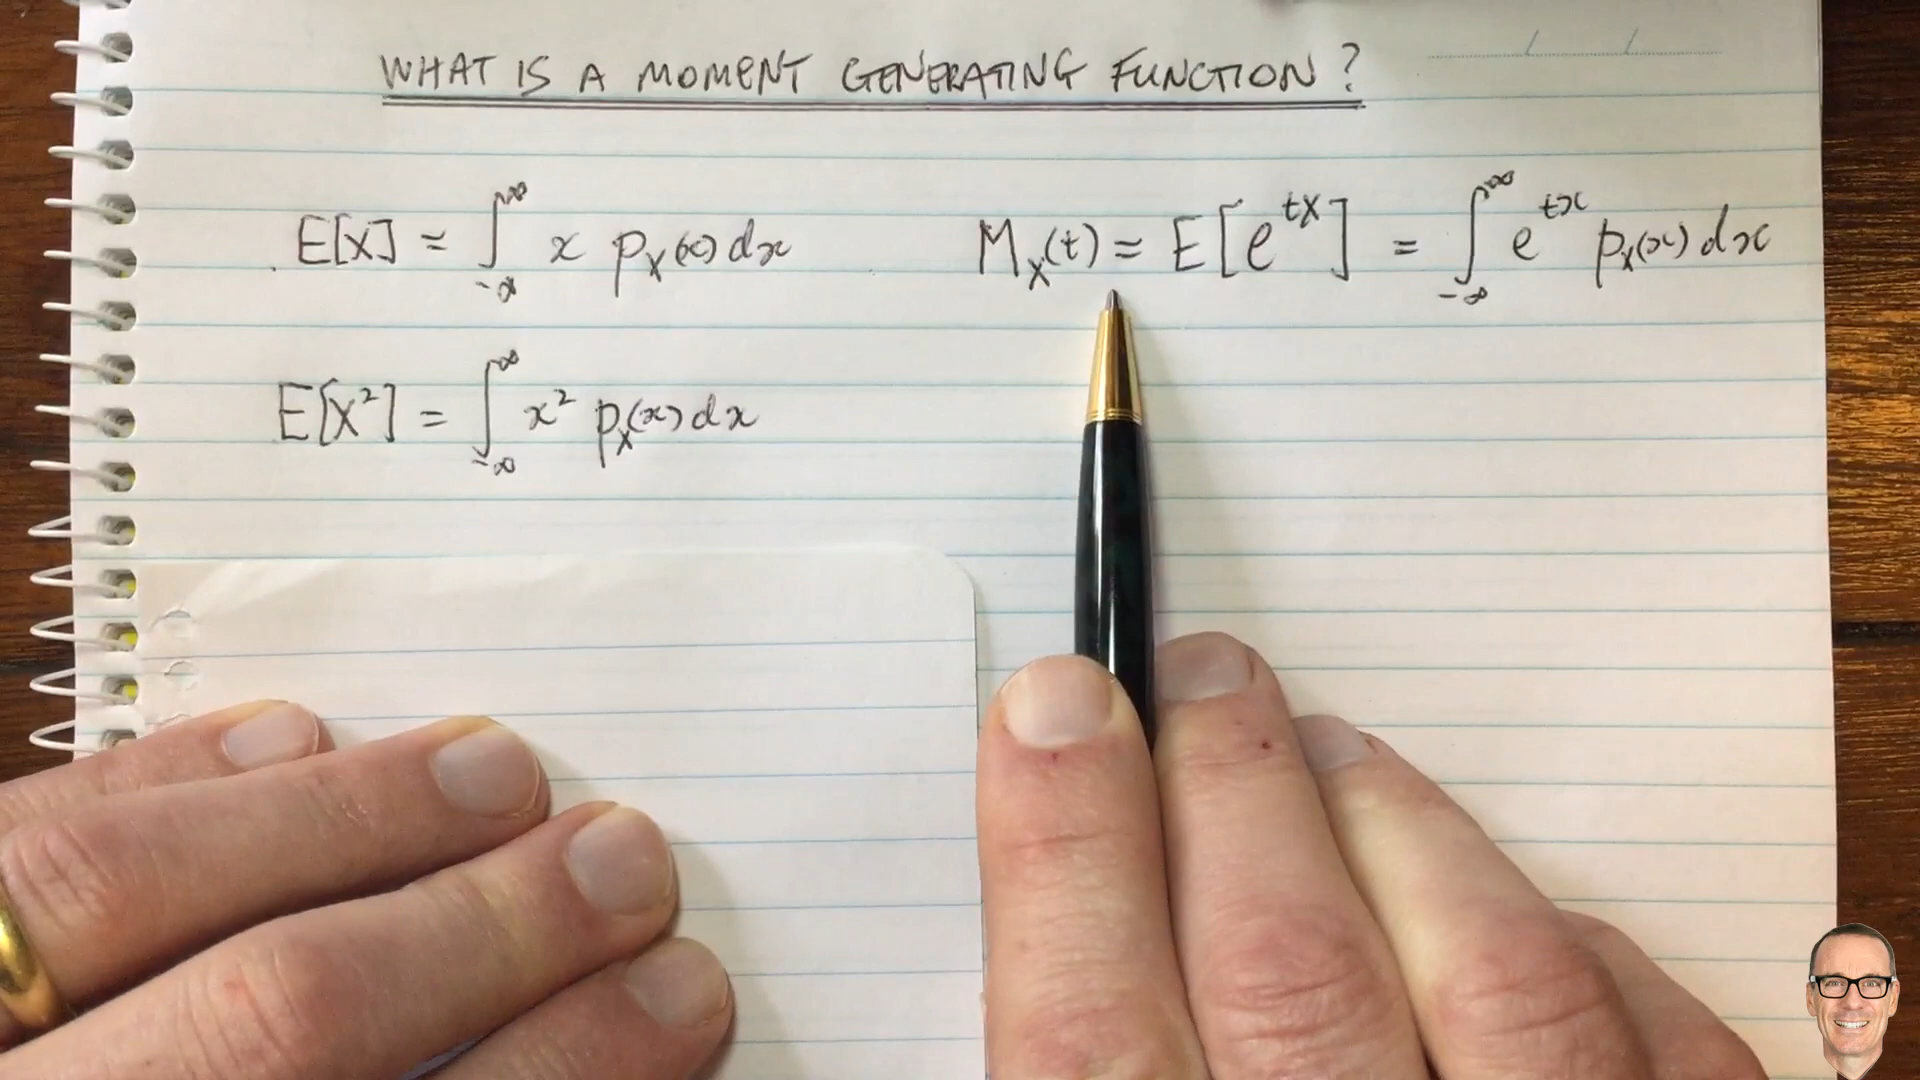 WHAT IS A MOMENT GENERATING FUNCTION?
E[X] = ∫_{-∞}^{∞} x p_X(x) dx
M_X(t) = E[e^{tX}] = ∫_{-∞}^{∞} e^{tx} p_X(x) dx
E[X²] = ∫_{-∞}^{∞} x² p_X(x) dx